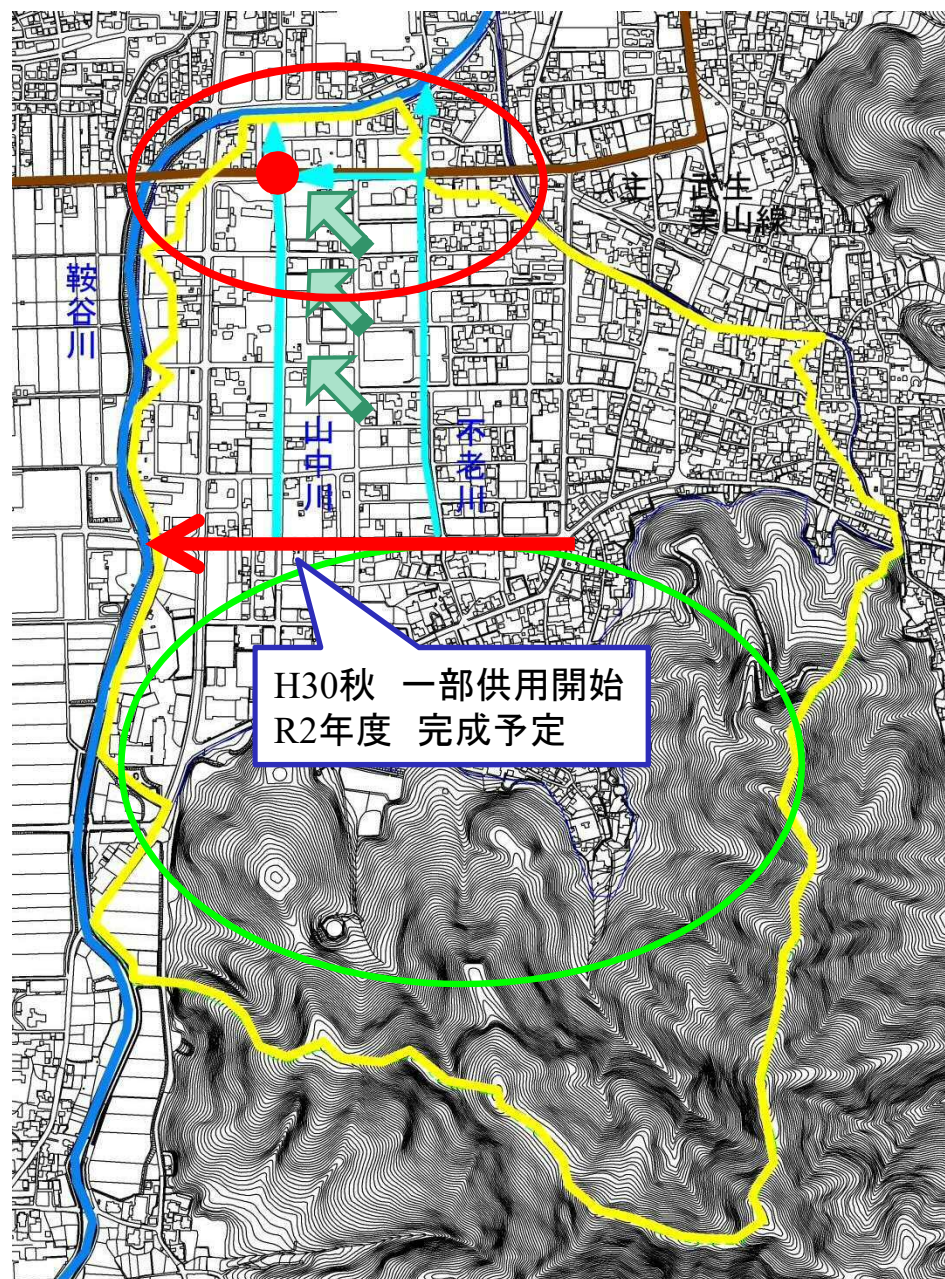 (主) 武生
美山線
鞍谷川
山中川
不老川
H30秋 一部供用開始
R2年度 完成予定